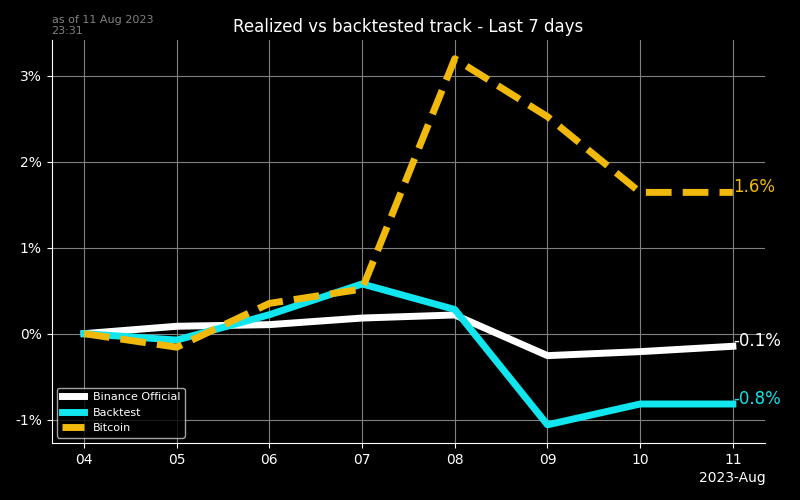 as of 11 Aug 2023
23:31
Realized vs backtested track - Last 7 days
3%
2%
1%
0%
-1%
1.6%
-0.1%
-0.8%
Binance Official
Backtest
Bitcoin
04 05 06 07 08 09 10 11
2023-Aug